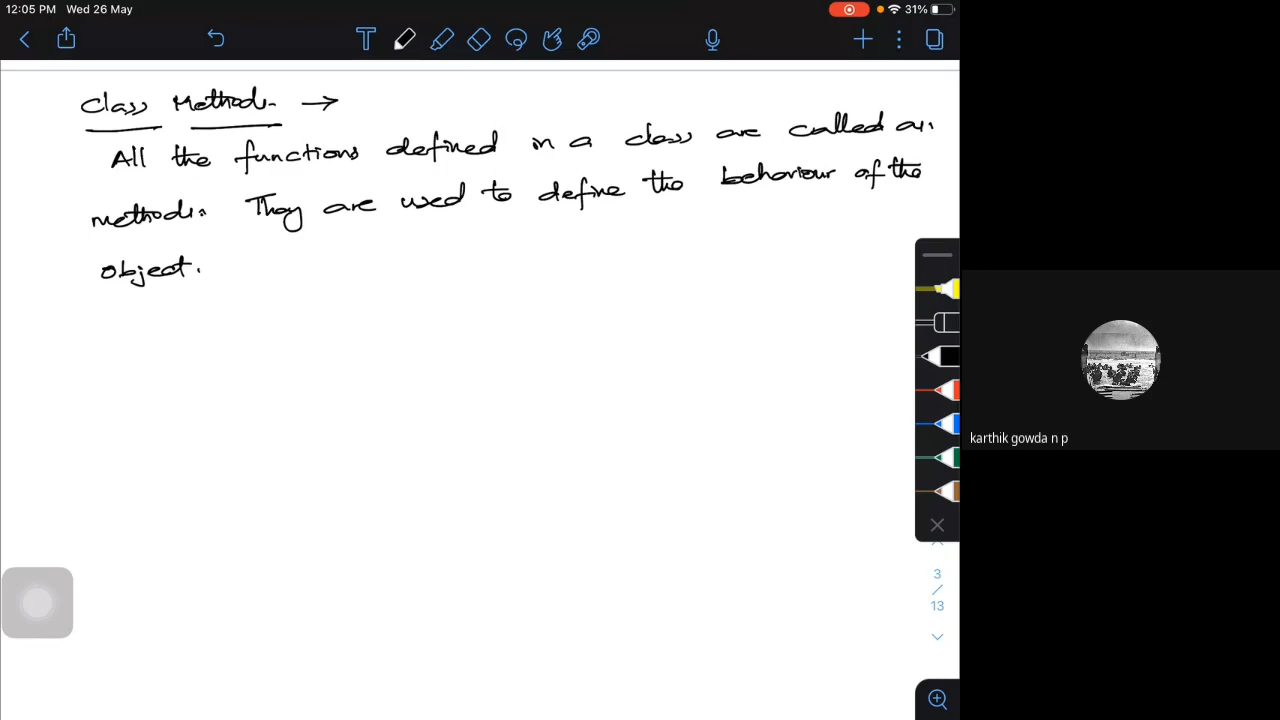 12:05 PM Wed 26 May
31%
Class Methods →
All the functions defined in a class are called as
methods. They are used to define the behaviour of the
object.
karthik gowda n p
3
/
13